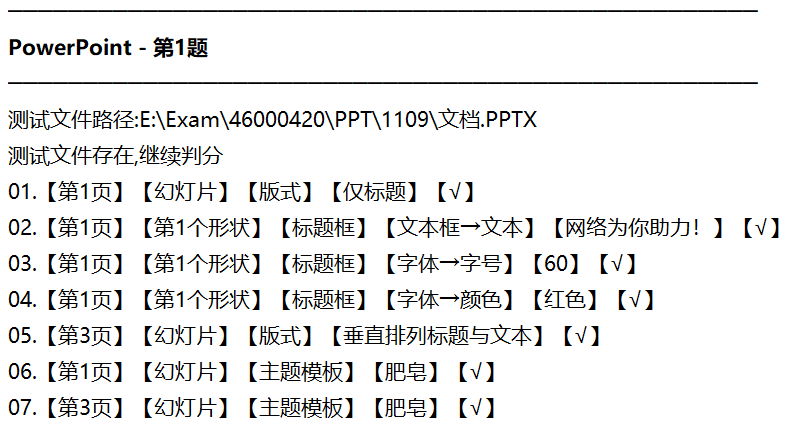 PowerPoint - 第1题
测试文件路径:E:\Exam\46000420\PPT\1109\文档.PPTX
测试文件存在,继续判分
01.【第1页】【幻灯片】【版式】【仅标题】【√】
02.【第1页】【第1个形状】【标题框】【文本框→文本】【网络为你助力！】【√】
03.【第1页】【第1个形状】【标题框】【字体→字号】【60】【√】
04.【第1页】【第1个形状】【标题框】【字体→颜色】【红色】【√】
05.【第3页】【幻灯片】【版式】【垂直排列标题与文本】【√】
06.【第1页】【幻灯片】【主题模板】【肥皂】【√】
07.【第3页】【幻灯片】【主题模板】【肥皂】【√】